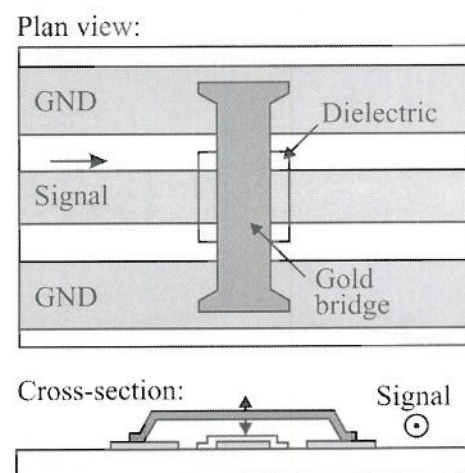 Plan view:
GND
Dielectric
Signal
GND
Gold
bridge
Cross-section:
Signal